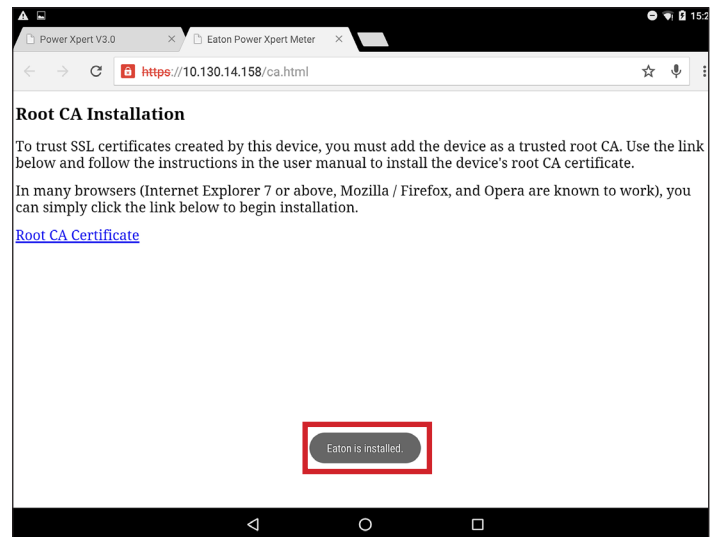 15:2
Power Xpert V3.0
Eaton Power Xpert Meter
https://10.130.14.158/ca.html
Root CA Installation
To trust SSL certificates created by this device, you must add the device as a trusted root CA. Use the link
below and follow the instructions in the user manual to install the device's root CA certificate.
In many browsers (Internet Explorer 7 or above, Mozilla / Firefox, and Opera are known to work), you
can simply click the link below to begin installation.
Root CA Certificate
Eaton is installed.